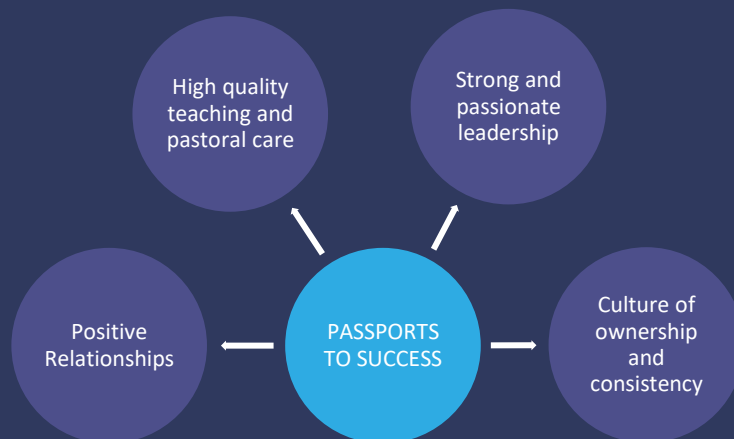 High quality
teaching and
pastoral care
Strong and
passionate
leadership
Positive
Relationships
PASSPORTS
TO SUCCESS
Culture of
ownership
and
consistency